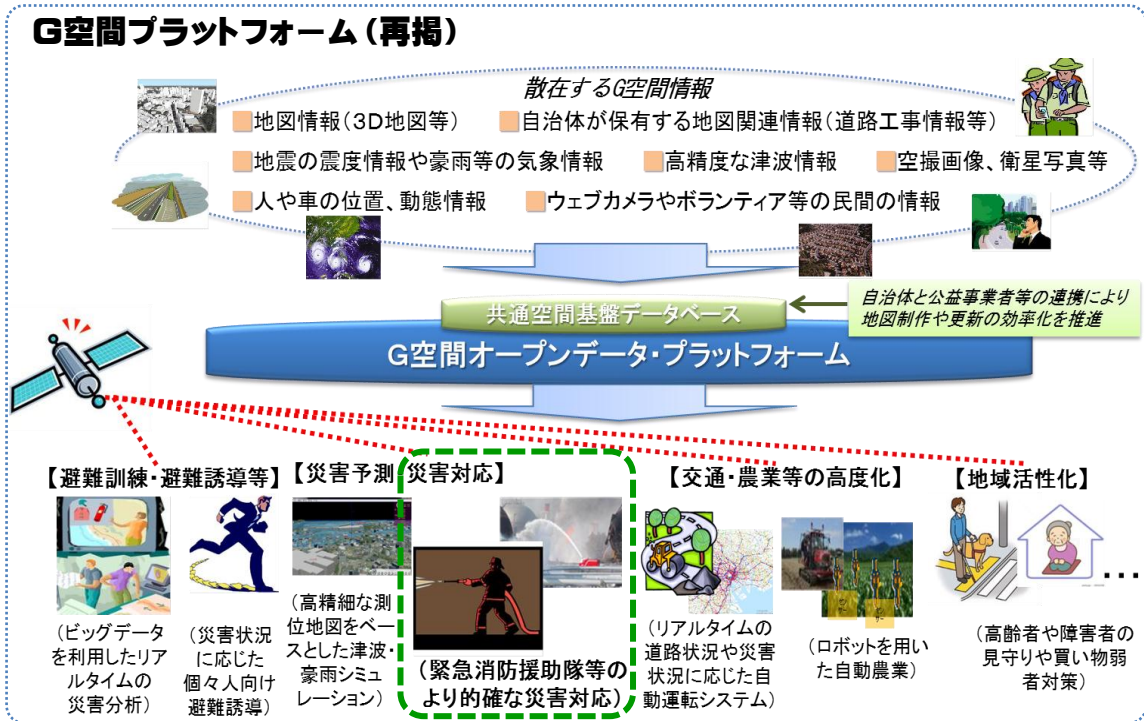 G空間プラットフォーム(再掲)
散在するG空間情報
地図情報(3D地図等) 自治体が保有する地図関連情報(道路工事情報等)
地震の震度情報や豪雨等の気象情報 高精度な津波情報 空撮画像、衛星写真等
人や車の位置、動態情報 ウェブカメラやボランティア等の民間の情報
共通空間基盤データベース
自治体と公益事業者等の連携により
地図制作や更新の効率化を推進
G空間オープンデータ・プラットフォーム
【避難訓練・避難誘導等】
(ビッグデータ
を利用したリア
ルタイムの
災害分析)
(災害状況
に応じた
個々人向け
避難誘導)
【災害予測 災害対応】
(高精細な測
位地図をベー
スとした津波・
豪雨シミュ
レーション)
(緊急消防援助隊等の
より的確な災害対応)
【交通・農業等の高度化】
(リアルタイムの
道路状況や災害
状況に応じた自
動運転システム)
(ロボットを用い
た自動農業)
【地域活性化】
(高齢者や障害者の
見守りや買い物弱
者対策)
…